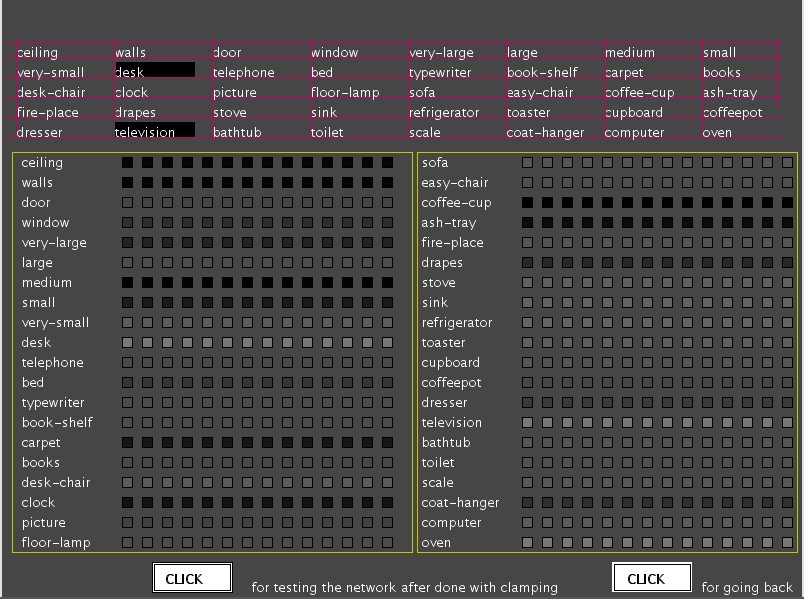 ceiling walls door window very-large large medium small
very-small desk telephone bed typewriter book-shelf carpet books
desk-chair clock picture floor-lamp sofa easy-chair coffee-cup ash-tray
fire-place drapes stove sink refrigerator toaster cupboard coffeepot
dresser television bathtub toilet scale coat-hanger computer oven
ceiling
walls
door
window
very-large
large
medium
small
very-small
desk
telephone
bed
typewriter
book-shelf
carpet
books
desk-chair
clock
picture
floor-lamp
sofa
easy-chair
coffee-cup
ash-tray
fire-place
drapes
stove
sink
refrigerator
toaster
cupboard
coffeepot
dresser
television
bathtub
toilet
scale
coat-hanger
computer
oven
CLICK for testing the network after done with clamping
CLICK for going back